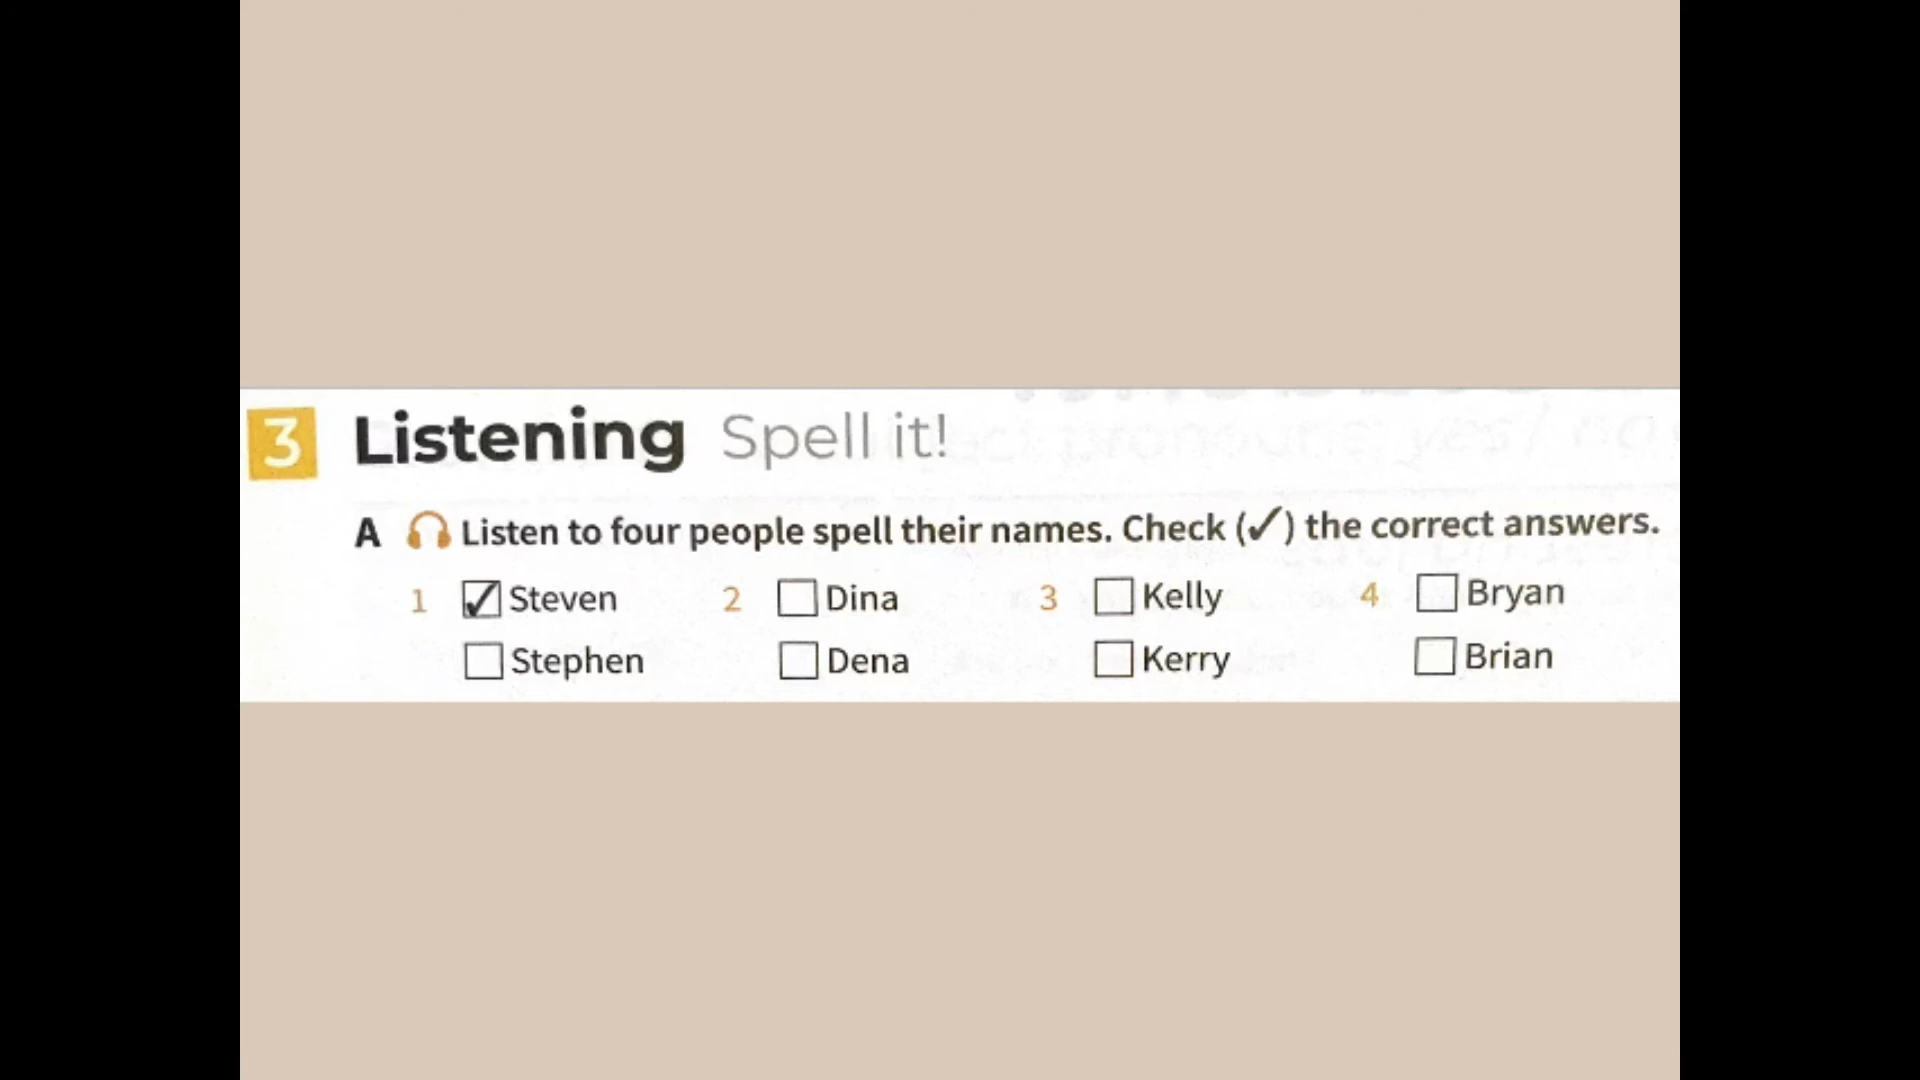 3 Listening Spell it!
A Listen to four people spell their names. Check (✓) the correct answers.
1 ☑ Steven 2 ☐ Dina 3 ☐ Kelly 4 ☐ Bryan
☐ Stephen ☐ Dena ☐ Kerry ☐ Brian